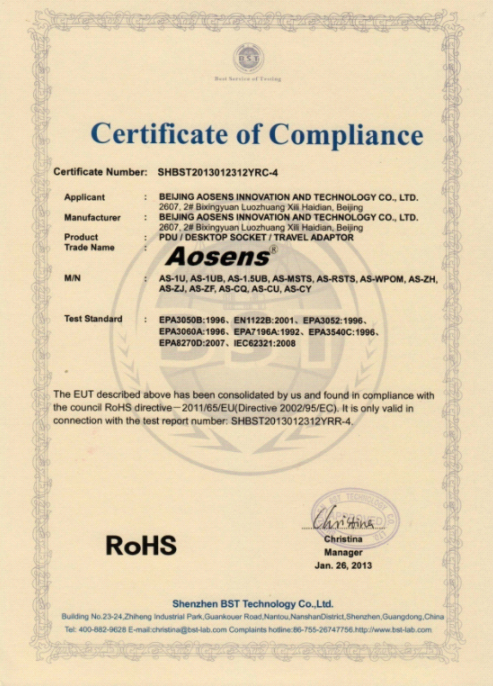 BST
Best Service of Testing
Certificate of Compliance
Certificate Number: SHBST2013012312YRC-4
Applicant : BEIJING AOSENS INNOVATION AND TECHNOLOGY CO., LTD.
2607, 2# Bixingyuan Luozhuang Xili Haidian, Beijing
Manufacturer : BEIJING AOSENS INNOVATION AND TECHNOLOGY CO., LTD.
2607, 2# Bixingyuan Luozhuang Xili Haidian, Beijing
Product : PDU / DESKTOP SOCKET / TRAVEL ADAPTOR
Trade Name : Aosens®
M/N : AS-1U, AS-1UB, AS-1.5UB, AS-MSTS, AS-RSTS, AS-WPOM, AS-ZH,
AS-ZJ, AS-ZF, AS-CQ, AS-CU, AS-CY
Test Standard : EPA3050B:1996、EN1122B:2001、EPA3052:1996、
EPA3060A:1996、EPA7196A:1992、EPA3540C:1996、
EPA8270D:2007、IEC62321:2008
BST
The EUT described above has been consolidated by us and found in compliance with
the council RoHS directive—2011/65/EU(Directive 2002/95/EC). It is only valid in
connection with the test report number: SHBST2013012312YRR-4.
BST TECHNOLOGY CO., LTD
APPROVED
Christina
RoHS
Christina
Manager
Jan. 26, 2013
Shenzhen BST Technology Co.,Ltd.
Building No.23-24,Zhiheng Industrial Park,Guankouer Road,Nantou,NanshanDistrict,Shenzhen,Guangdong,China
Tel: 400-882-9628 E-mail:christina@bst-lab.com Complaints hotline:86-755-26747756.http://www.bst-lab.com